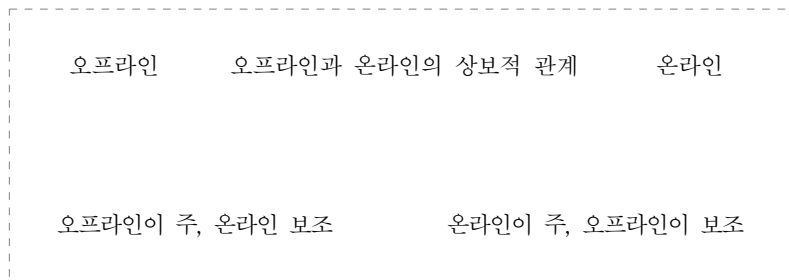 오프라인 오프라인과 온라인의 상보적 관계 온라인
오프라인이 주, 온라인 보조 온라인이 주, 오프라인이 보조